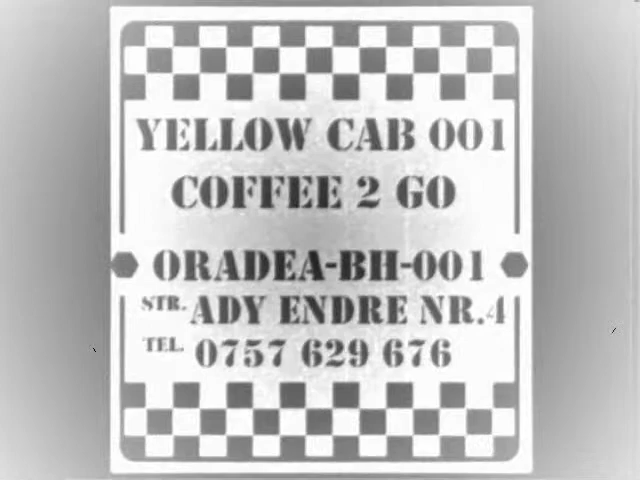 YELLOW CAB 001
COFFEE 2 GO
ORADEA-BH-001
STR. ADY ENDRE NR.4
TEL. 0757 629 676